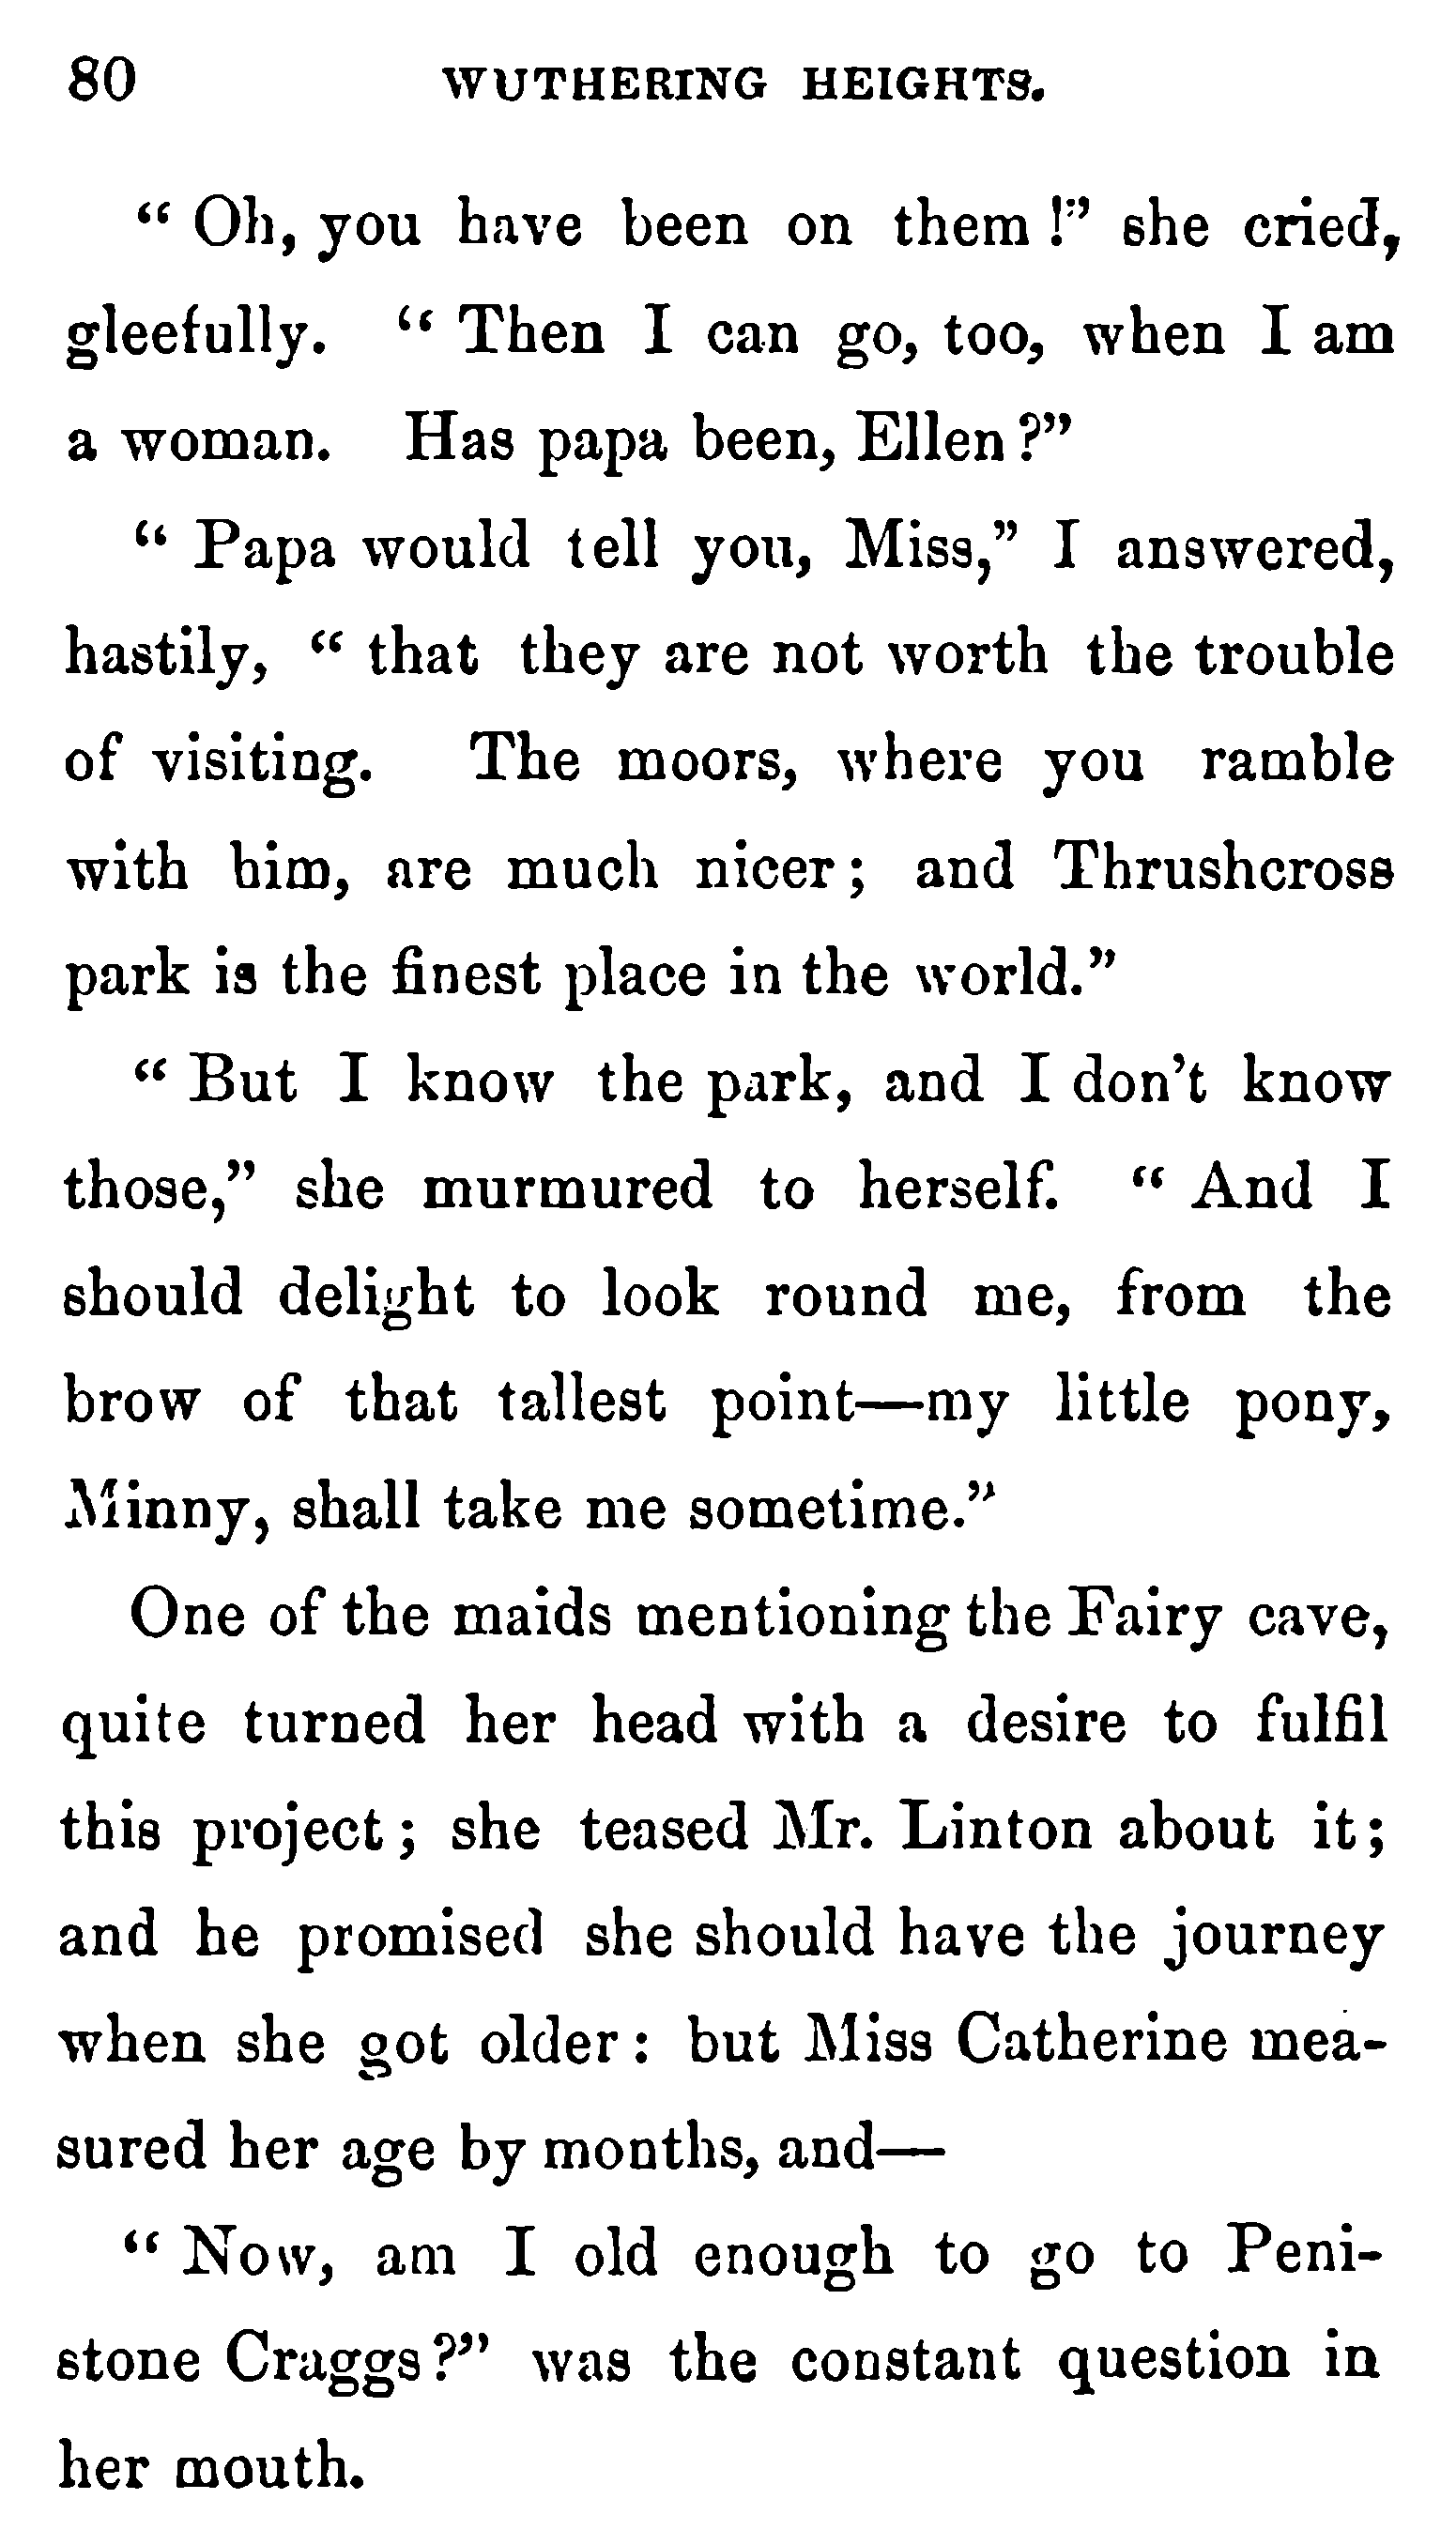 80 WUTHERING HEIGHTS.
“ Oh, you have been on them !” she cried,
gleefully. “ Then I can go, too, when I am
a woman. Has papa been, Ellen ?”
“ Papa would tell you, Miss,” I answered,
hastily, “ that they are not worth the trouble
of visiting. The moors, where you ramble
with him, are much nicer ; and Thrushcross
park is the finest place in the world.”
“ But I know the park, and I don’t know
those,” she murmured to herself. “ And I
should delight to look round me, from the
brow of that tallest point—my little pony,
Minny, shall take me sometime.”
One of the maids mentioning the Fairy cave,
quite turned her head with a desire to fulfil
this project ; she teased Mr. Linton about it ;
and he promised she should have the journey
when she got older : but Miss Catherine mea-
sured her age by months, and—
“ Now, am I old enough to go to Peni-
stone Craggs ?” was the constant question in
her mouth.